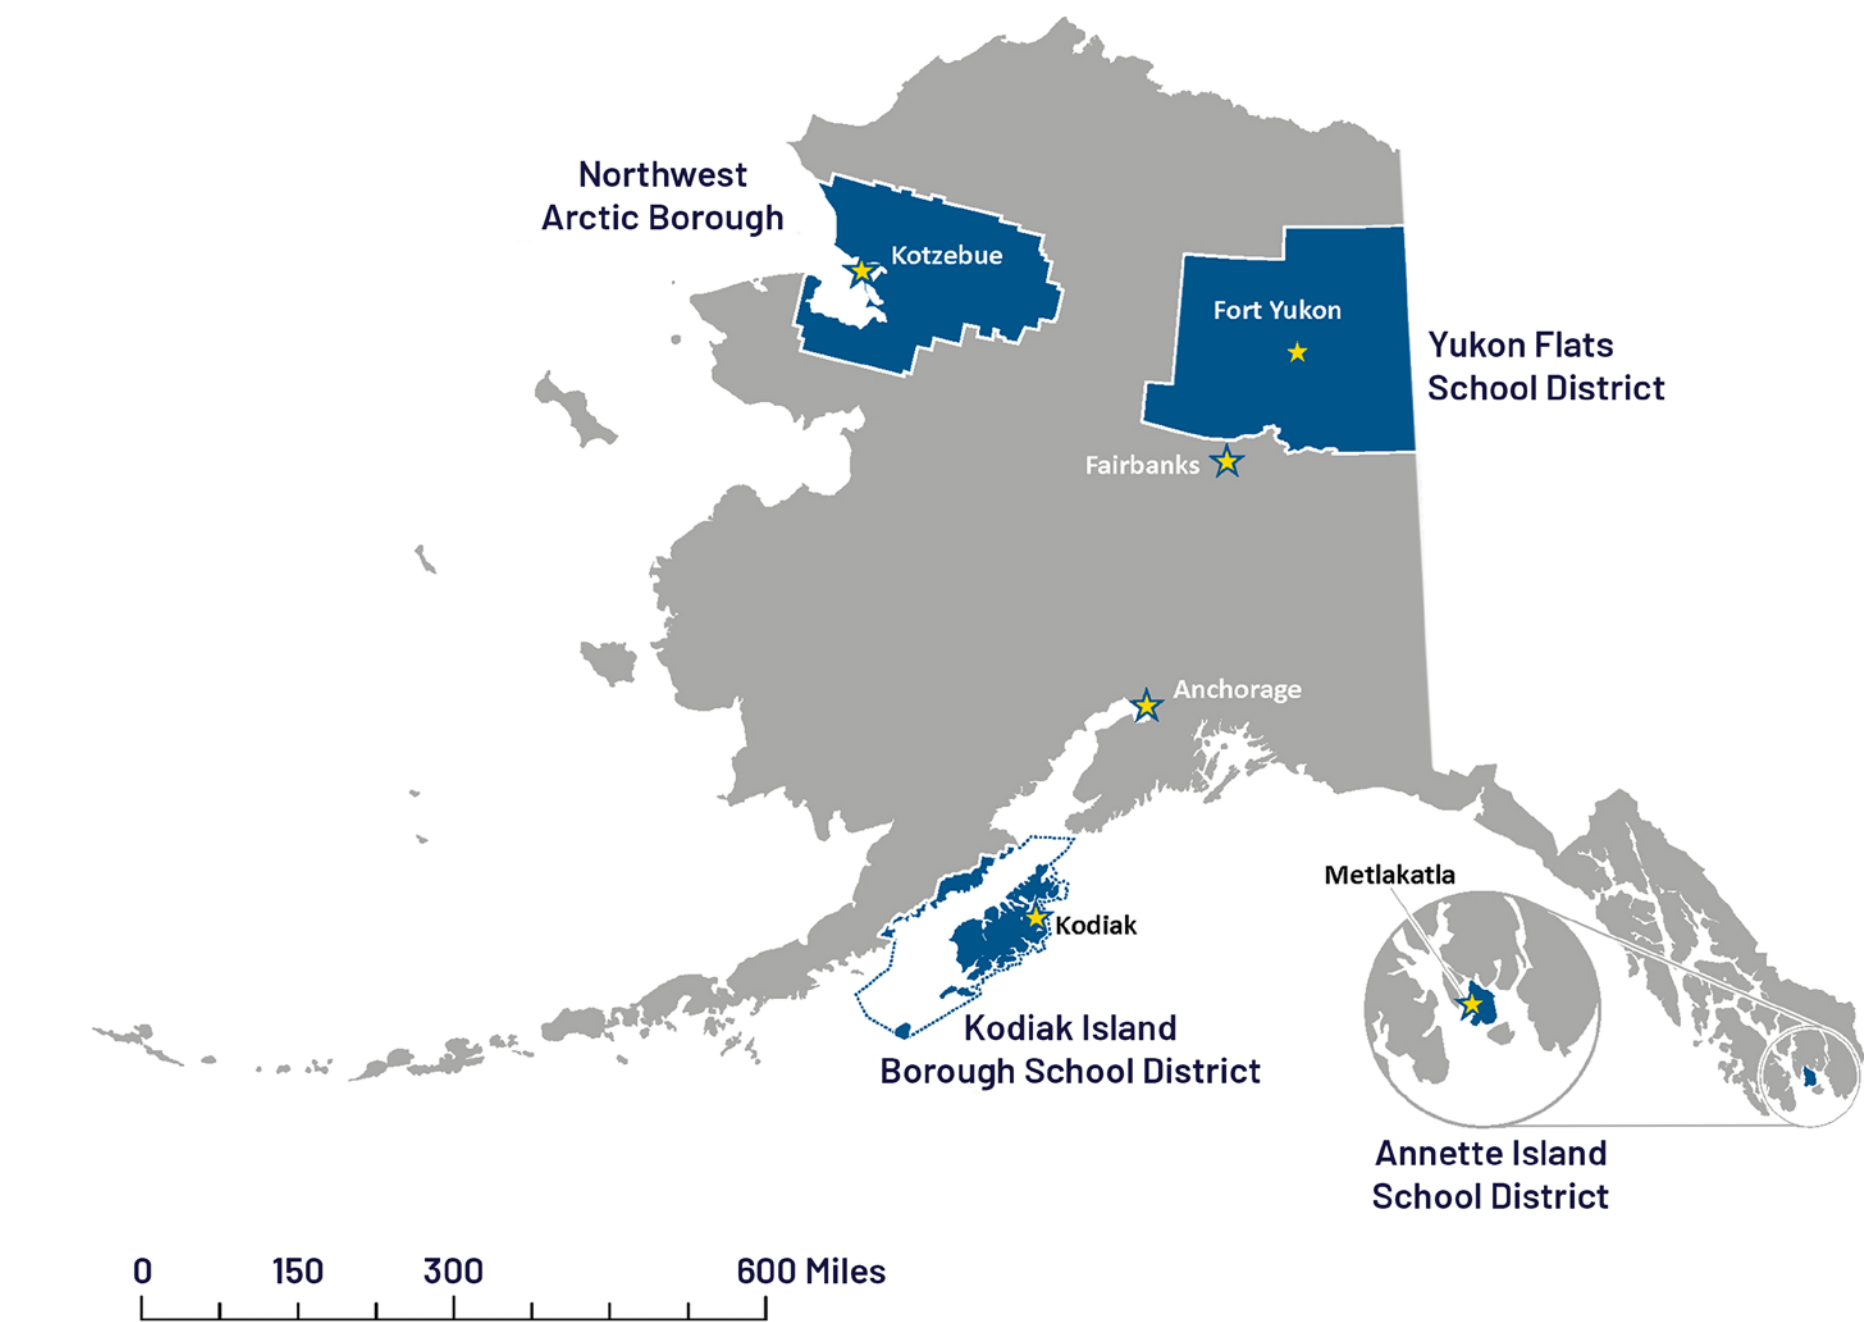 Northwest
Arctic Borough
Kotzebue
Fort Yukon
Yukon Flats
School District
Fairbanks
Anchorage
Metlakatla
Kodiak
Kodiak Island
Borough School District
Annette Island
School District
0 150 300 600 Miles